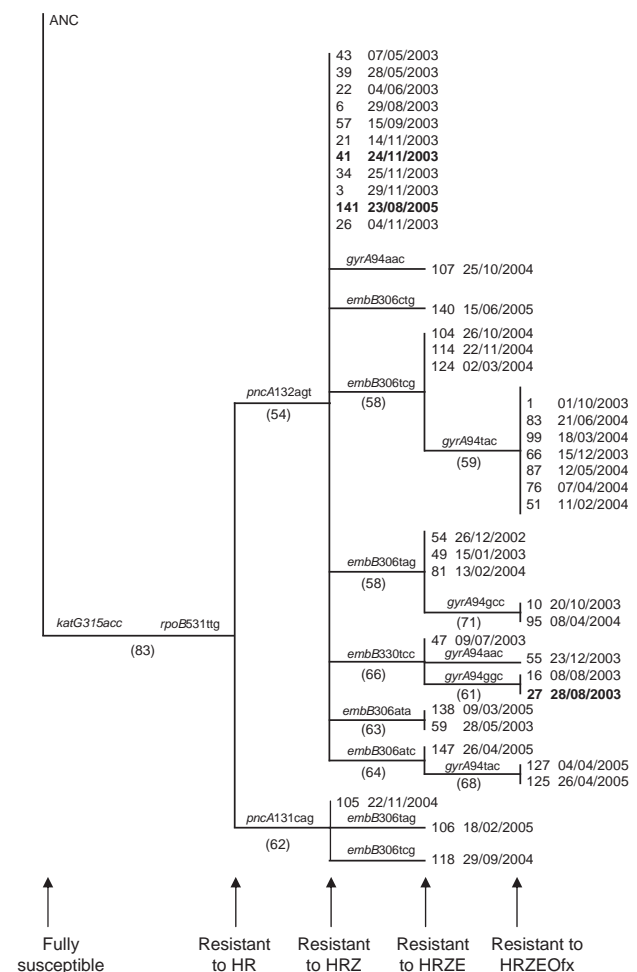 ANC
43 07/05/2003
39 28/05/2003
22 04/06/2003
6 29/08/2003
57 15/09/2003
21 14/11/2003
41 24/11/2003
34 25/11/2003
3 29/11/2003
141 23/08/2005
26 04/11/2003
gyrA94aac
107 25/10/2004
embB306ctg
140 15/06/2005
104 26/10/2004
114 22/11/2004
124 02/03/2004
pncA132agt
(54)
embB306tcg
(58)
1 01/10/2003
83 21/06/2004
99 18/03/2004
66 15/12/2003
87 12/05/2004
76 07/04/2004
51 11/02/2004
gyrA94tac
(59)
54 26/12/2002
49 15/01/2003
81 13/02/2004
embB306tag
(58)
gyrA94gcc
(71)
10 20/10/2003
95 08/04/2004
katG315acc rpoB531ttg
(83)
47 09/07/2003
embB330tcc
(66)
gyrA94aac
55 23/12/2003
gyrA94ggc
(61)
16 08/08/2003
27 28/08/2003
embB306ata
(63)
138 09/03/2005
59 28/05/2003
embB306atc
(64)
147 26/04/2005
gyrA94tac
(68)
127 04/04/2005
125 26/04/2005
105 22/11/2004
pncA131cag
(62)
embB306tag
106 18/02/2005
embB306tcg
118 29/09/2004
Fully
susceptible
Resistant
to HR
Resistant
to HRZ
Resistant
to HRZE
Resistant to
HRZEOfx